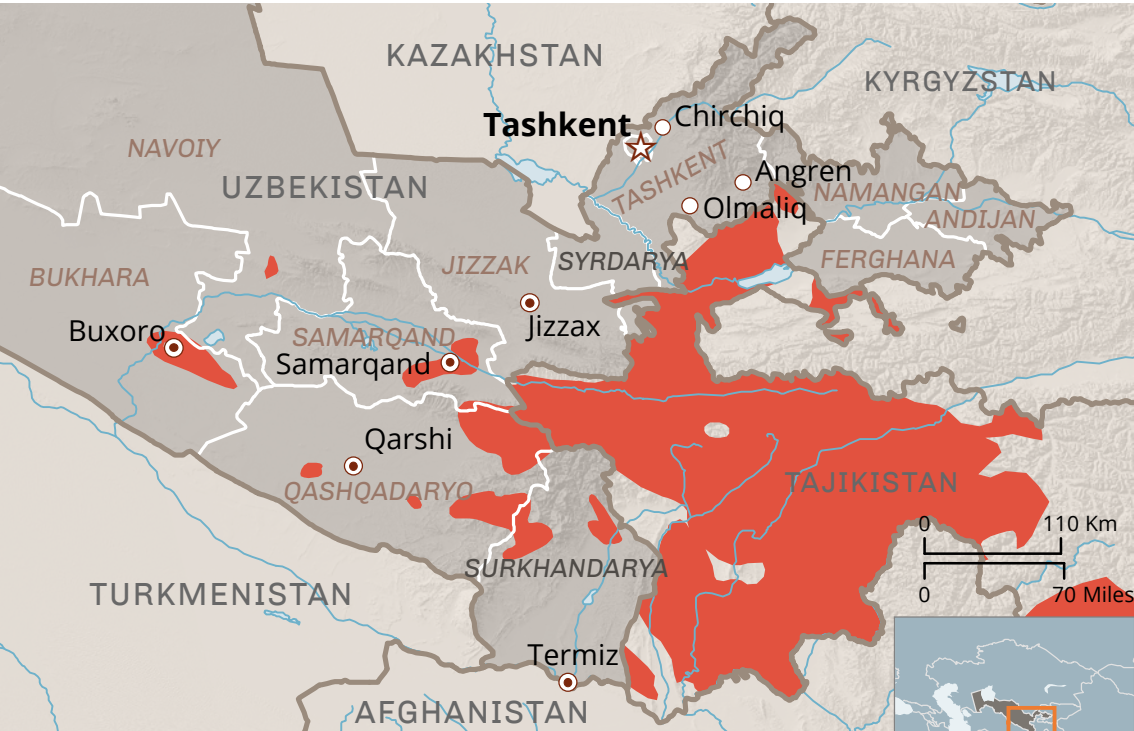 KAZAKHSTAN
KYRGYZSTAN
Tashkent
Chirchiq
NAVOIY
UZBEKISTAN
TASHKENT
Angren
NAMANGAN
Olmaliq
ANDIJAN
BUKHARA
JIZZAK
SYRDARYA
FERGHANA
Buxoro
SAMARQAND
Jizzax
Samarqand
Qarshi
QASHQADARYO
TAJIKISTAN
0 110 Km
0 70 Miles
SURKHANDARYA
TURKMENISTAN
Termiz
AFGHANISTAN